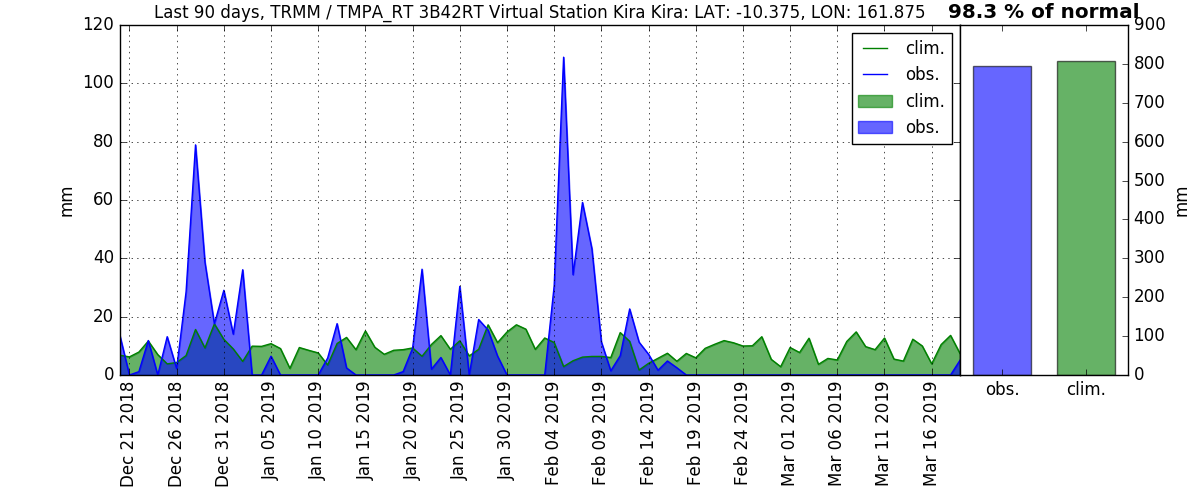 Last 90 days, TRMM / TMPA_RT 3B42RT Virtual Station Kira Kira: LAT: -10.375, LON: 161.875
98.3 % of normal
120
100
80
60
40
20
0
mm
clim.
obs.
clim.
obs.
900
800
700
600
500
400
300
200
100
0
mm
obs.
clim.
Dec 21 2018
Dec 26 2018
Dec 31 2018
Jan 05 2019
Jan 10 2019
Jan 15 2019
Jan 20 2019
Jan 25 2019
Jan 30 2019
Feb 04 2019
Feb 09 2019
Feb 14 2019
Feb 19 2019
Feb 24 2019
Mar 01 2019
Mar 06 2019
Mar 11 2019
Mar 16 2019